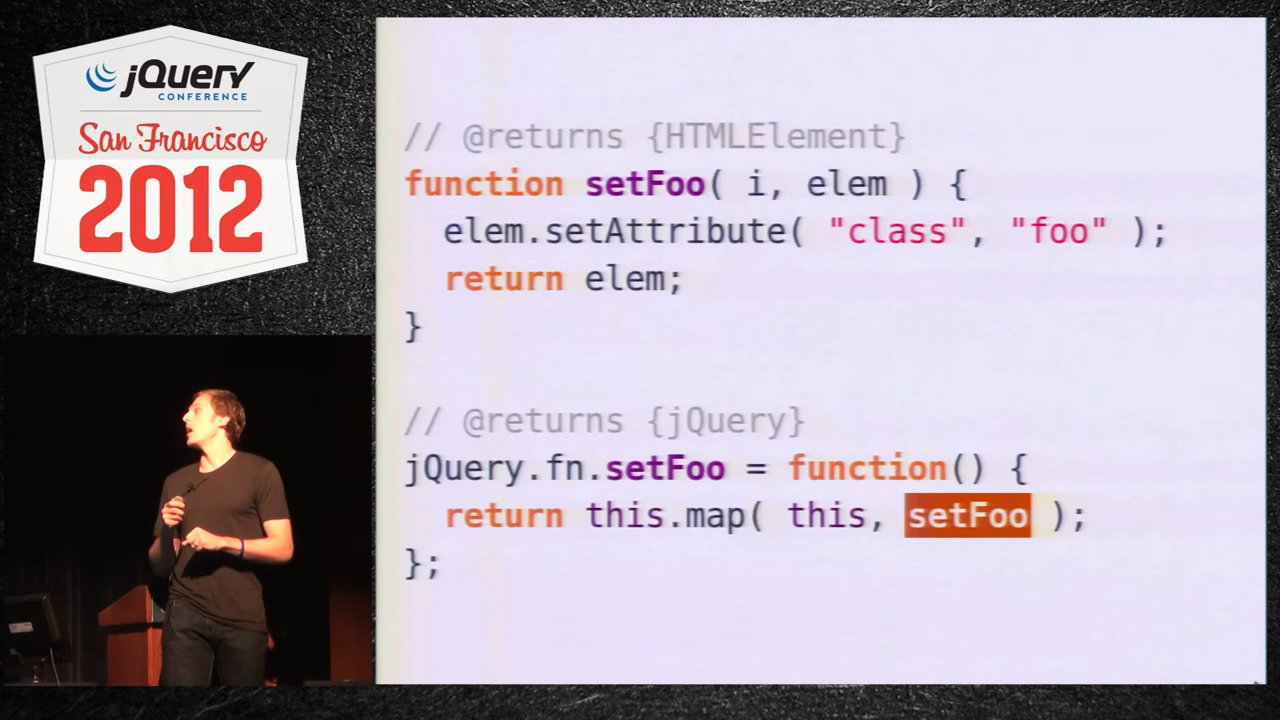 jQuery
CONFERENCE
San Francisco
2012
// @returns {HTMLElement}
function setFoo( i, elem ) {
  elem.setAttribute( "class", "foo" );
  return elem;
}
// @returns {jQuery}
jQuery.fn.setFoo = function() {
  return this.map( this, setFoo );
};